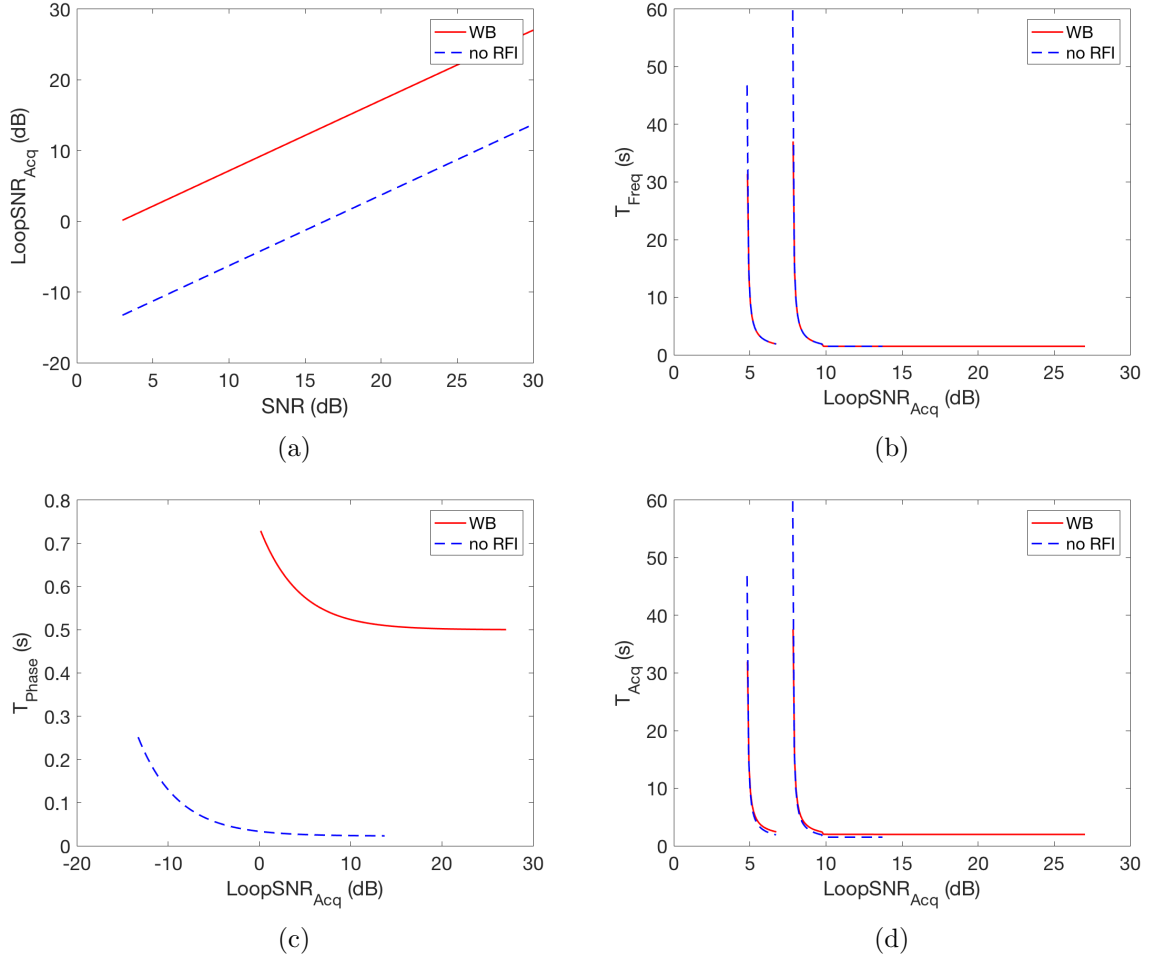 30
20
10
0
-10
-20
LoopSNR_Acq (dB)
0 5 10 15 20 25 30
SNR (dB)
WB
no RFI
(a)
60
50
40
30
20
10
0
T_Freq (s)
0 5 10 15 20 25 30
LoopSNR_Acq (dB)
WB
no RFI
(b)
0.8
0.7
0.6
0.5
0.4
0.3
0.2
0.1
0
T_Phase (s)
-20 -10 0 10 20 30
LoopSNR_Acq (dB)
WB
no RFI
(c)
60
50
40
30
20
10
0
T_Acq (s)
0 5 10 15 20 25 30
LoopSNR_Acq (dB)
WB
no RFI
(d)